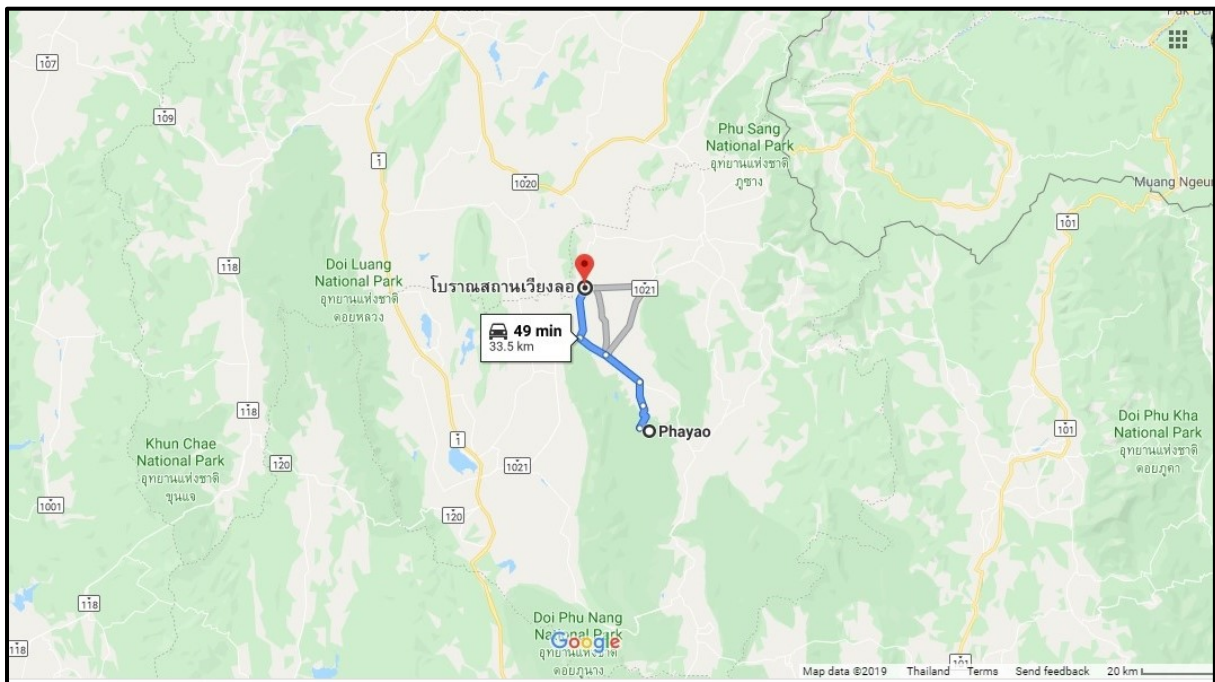 Pak Ben
107
109
Phu Sang
National Park
อุทยานแห่งชาติ
ภูซาง
1
1020
Muang Ngeun
101
118
Doi Luang
National Park
อุทยานแห่งชาติ
ดอยหลวง
โบราณสถานเวียงลอ
1021
49 min
33.5 km
118
Khun Chae
National Park
อุทยานแห่งชาติ
ขุนแจ
1
Phayao
Doi Phu Kha
National Park
อุทยานแห่งชาติ
ดอยภูคา
101
120
1021
1001
120
118
118
Doi Phu Nang
National Park
อุทยานแห่งชาติ
ดอยภูนาง
Google
101
Map data ©2019 Thailand Terms Send feedback 20 km